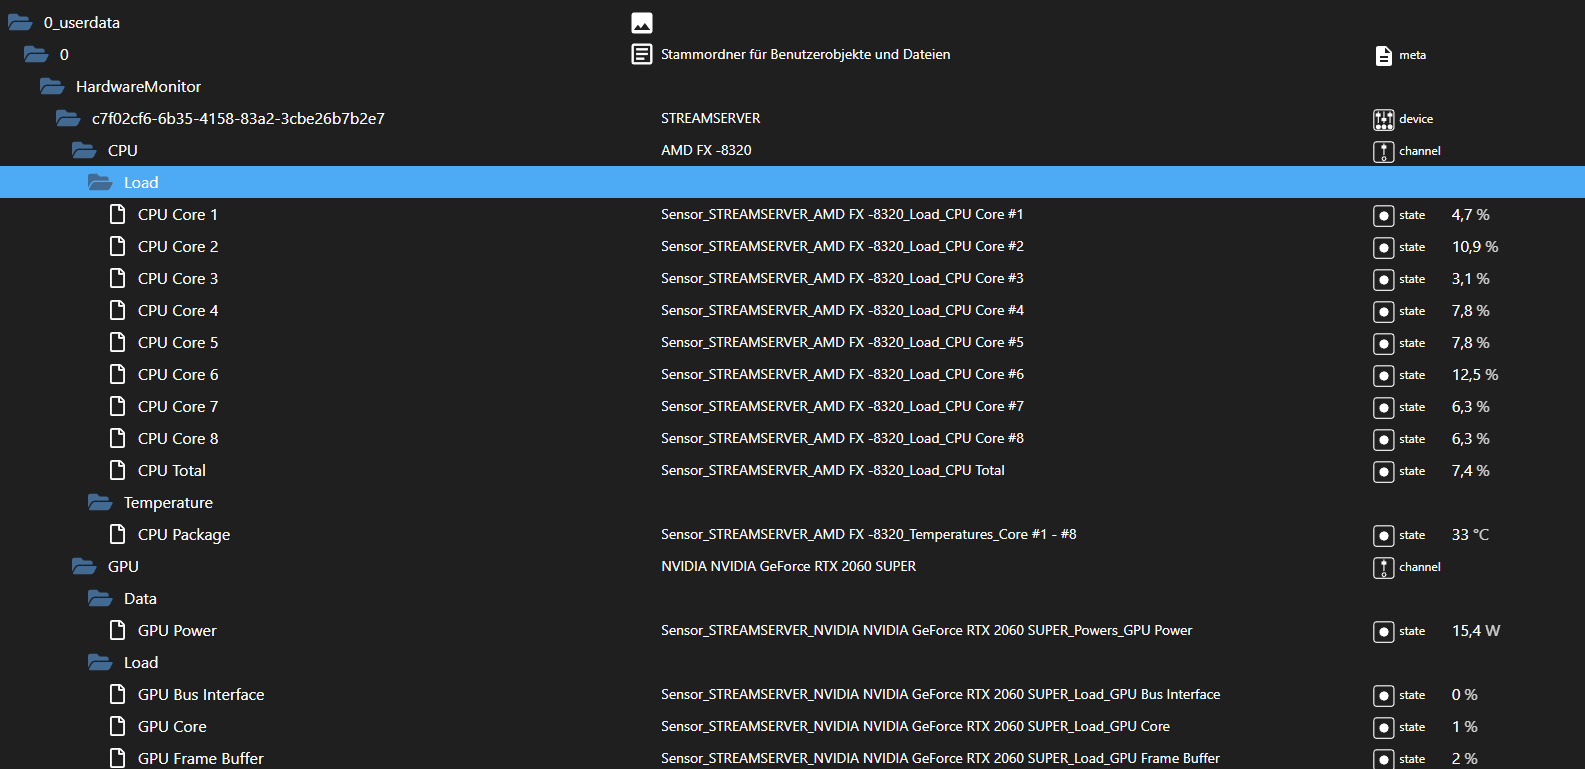 0_userdata
0 Stammordner für Benutzerobjekte und Dateien meta
HardwareMonitor
c7f02cf6-6b35-4158-83a2-3cbe26b7b2e7 STREAMSERVER device
CPU AMD FX -8320 channel
Load
CPU Core 1 Sensor_STREAMSERVER_AMD FX -8320_Load_CPU Core #1 state 4,7 %
CPU Core 2 Sensor_STREAMSERVER_AMD FX -8320_Load_CPU Core #2 state 10,9 %
CPU Core 3 Sensor_STREAMSERVER_AMD FX -8320_Load_CPU Core #3 state 3,1 %
CPU Core 4 Sensor_STREAMSERVER_AMD FX -8320_Load_CPU Core #4 state 7,8 %
CPU Core 5 Sensor_STREAMSERVER_AMD FX -8320_Load_CPU Core #5 state 7,8 %
CPU Core 6 Sensor_STREAMSERVER_AMD FX -8320_Load_CPU Core #6 state 12,5 %
CPU Core 7 Sensor_STREAMSERVER_AMD FX -8320_Load_CPU Core #7 state 6,3 %
CPU Core 8 Sensor_STREAMSERVER_AMD FX -8320_Load_CPU Core #8 state 6,3 %
CPU Total Sensor_STREAMSERVER_AMD FX -8320_Load_CPU Total state 7,4 %
Temperature
CPU Package Sensor_STREAMSERVER_AMD FX -8320_Temperatures_Core #1 - #8 state 33 °C
GPU NVIDIA NVIDIA GeForce RTX 2060 SUPER channel
Data
GPU Power Sensor_STREAMSERVER_NVIDIA NVIDIA GeForce RTX 2060 SUPER_Powers_GPU Power state 15,4 W
Load
GPU Bus Interface Sensor_STREAMSERVER_NVIDIA NVIDIA GeForce RTX 2060 SUPER_Load_GPU Bus Interface state 0 %
GPU Core Sensor_STREAMSERVER_NVIDIA NVIDIA GeForce RTX 2060 SUPER_Load_GPU Core state 1 %
GPU Frame Buffer Sensor_STREAMSERVER_NVIDIA NVIDIA GeForce RTX 2060 SUPER_Load_GPU Frame Buffer state 2 %